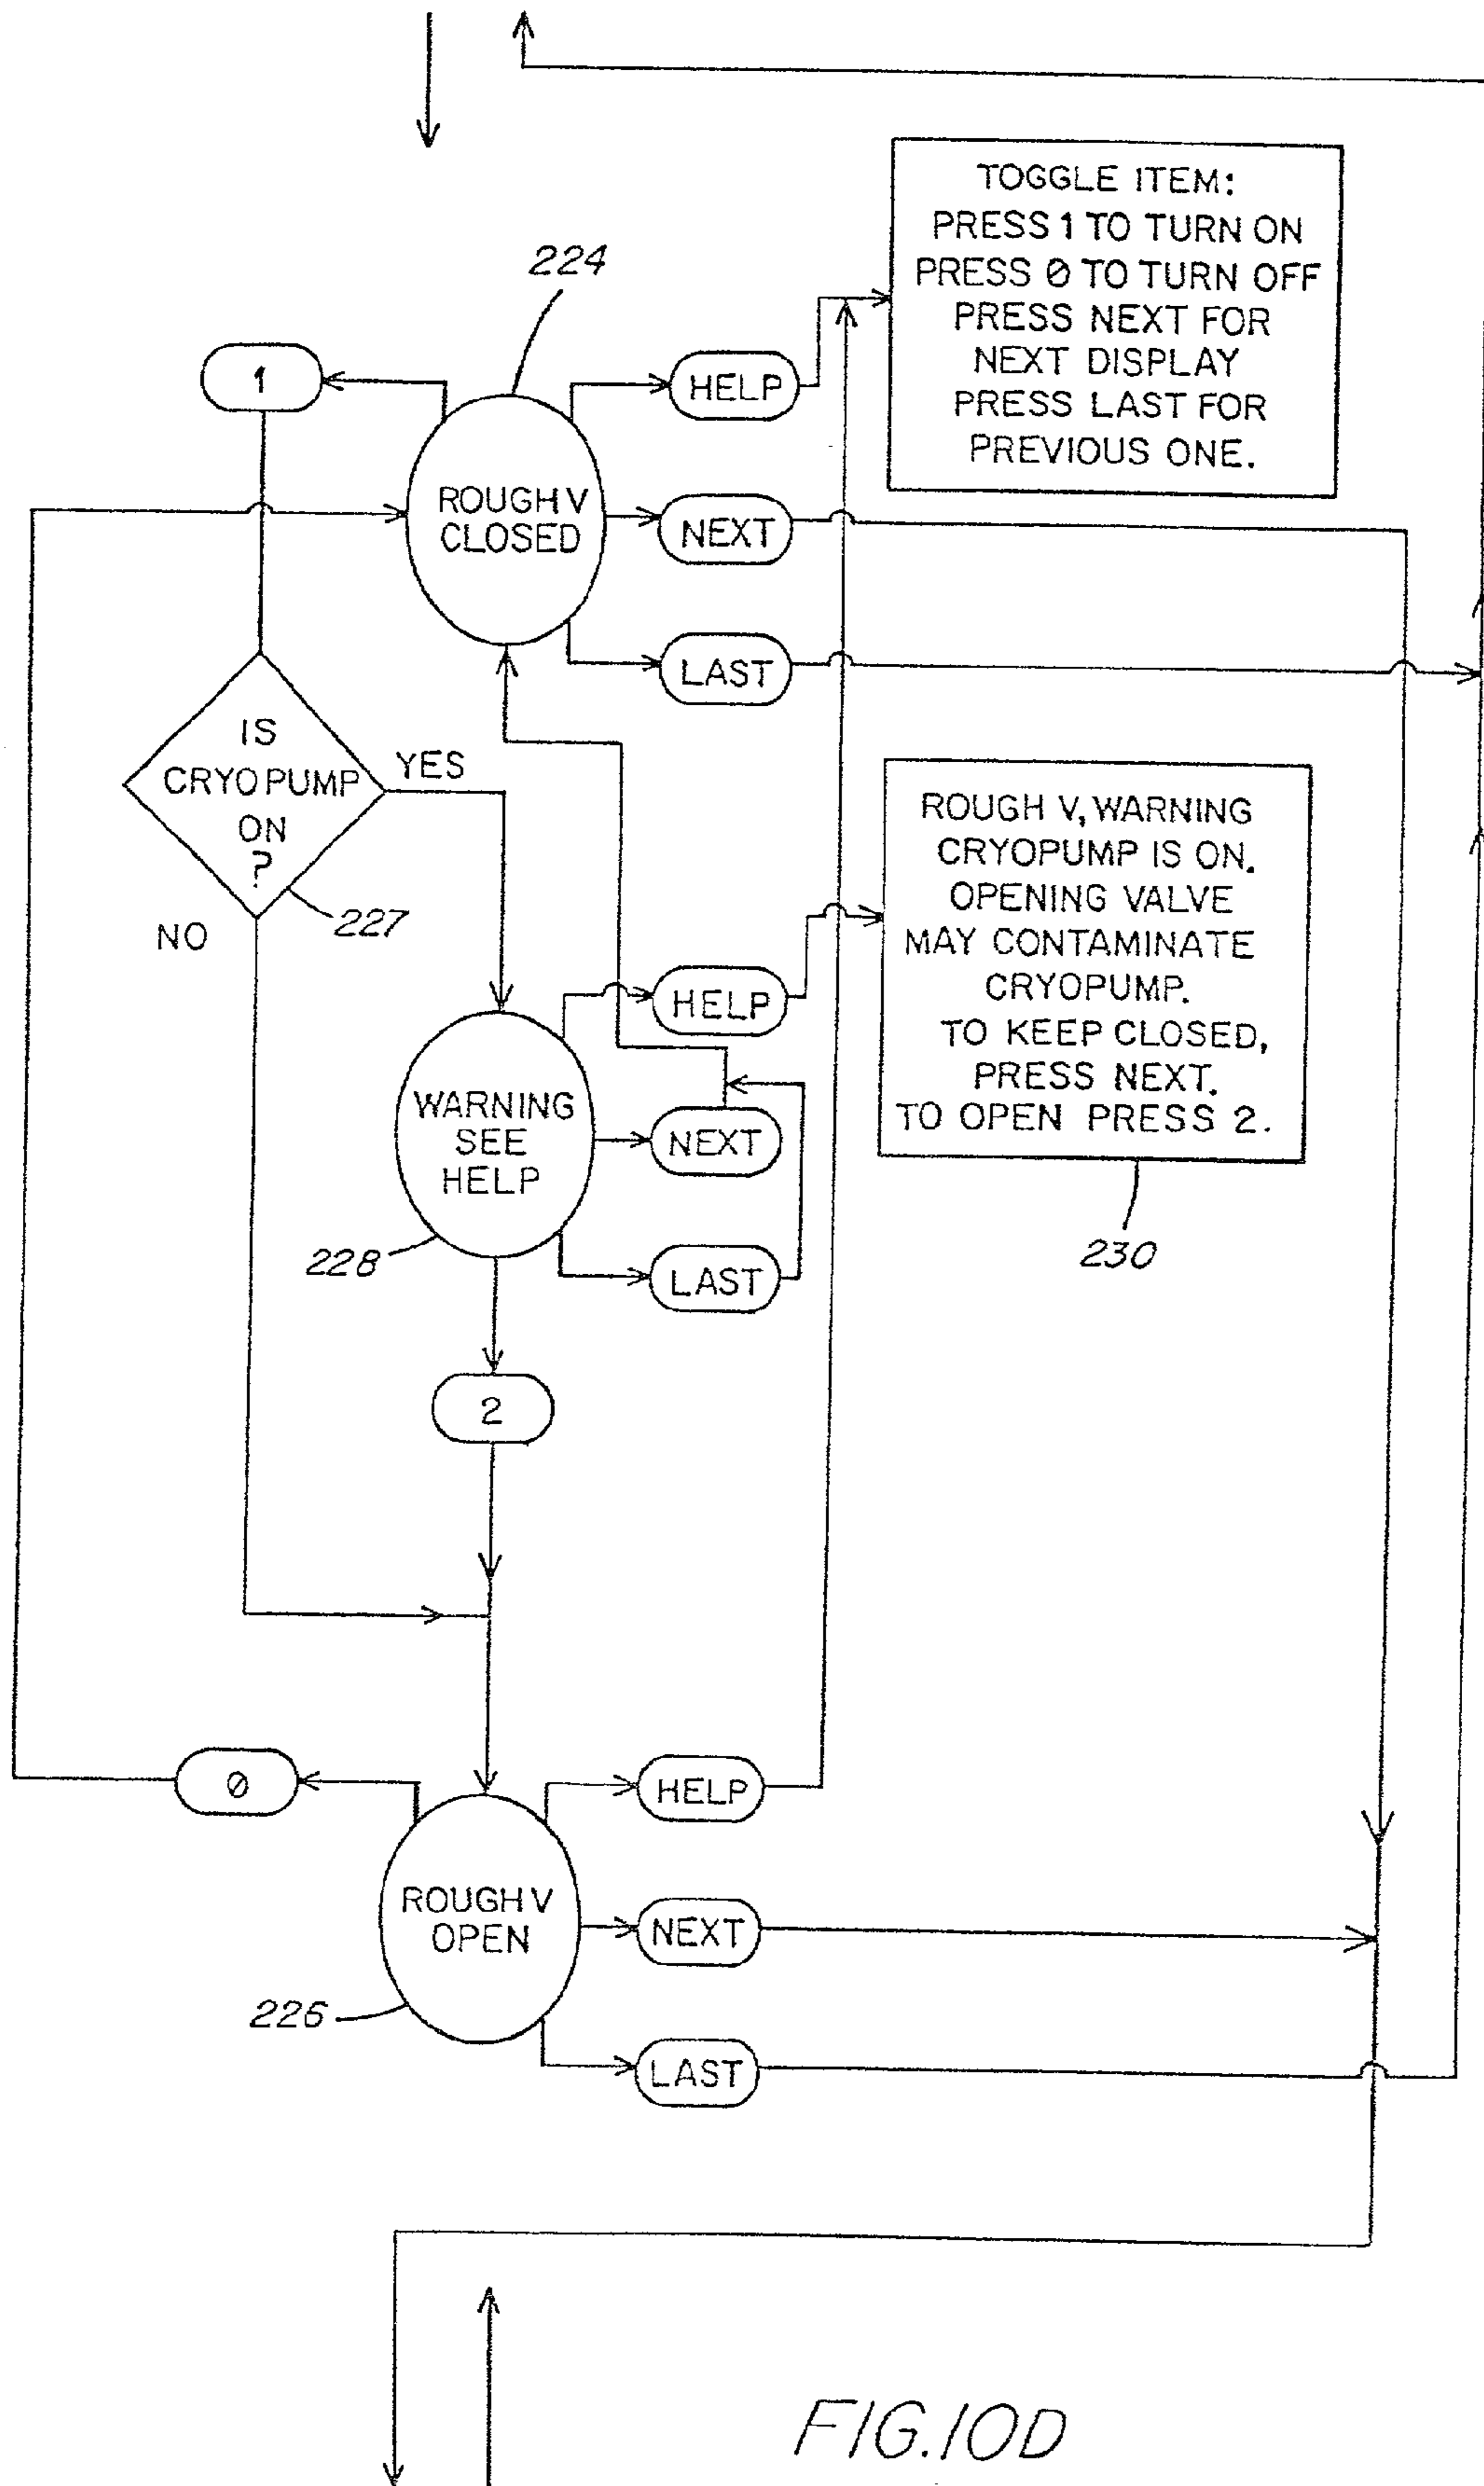 TOGGLE ITEM:
PRESS 1 TO TURN ON
PRESS 0 TO TURN OFF
PRESS NEXT FOR
NEXT DISPLAY
PRESS LAST FOR
PREVIOUS ONE.
224
1
HELP
ROUGH V
CLOSED
NEXT
LAST
IS
CRYOPUMP
ON
?
YES
NO
227
ROUGH V, WARNING
CRYOPUMP IS ON.
OPENING VALVE
MAY CONTAMINATE
CRYOPUMP.
TO KEEP CLOSED,
PRESS NEXT.
TO OPEN PRESS 2.
230
HELP
WARNING
SEE
HELP
NEXT
228
LAST
2
0
HELP
ROUGH V
OPEN
NEXT
226
LAST
FIG. 10D